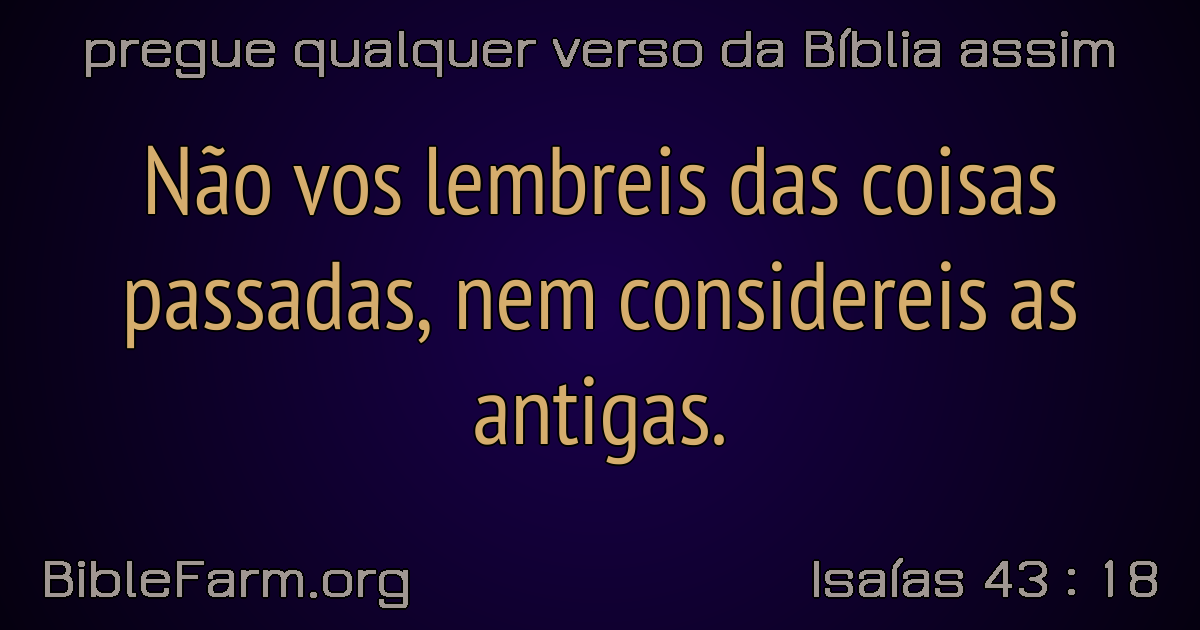 pregue qualquer verso da Bíblia assim
Não vos lembreis das coisas
passadas, nem considereis as
antigas.
BibleFarm.org
Isaías 43 : 18